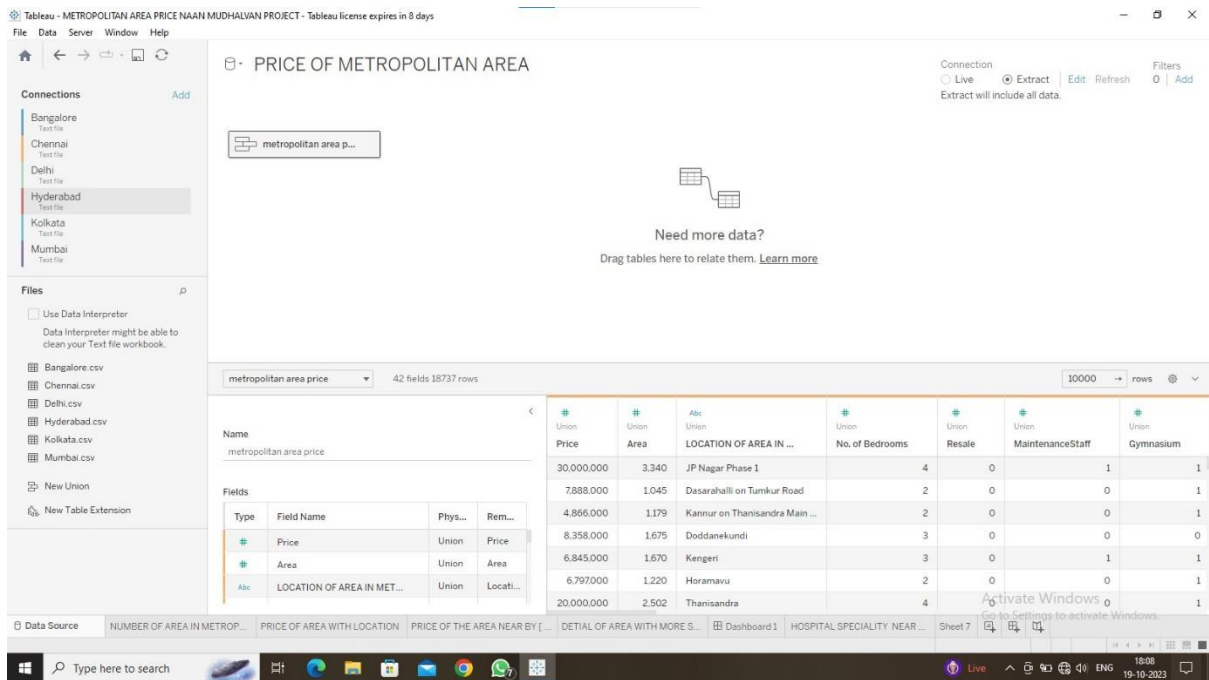 Tableau - METROPOLITAN AREA PRICE NAAN MUDHALVAN PROJECT - Tableau license expires in 8 days
File Data Server Window Help
PRICE OF METROPOLITAN AREA
Connection
Filters
Live Extract Edit Refresh
0 Add
Extract will include all data.
Connections Add
Bangalore
Text file
Chennai
Text file
Delhi
Text file
Hyderabad
Text file
Kolkata
Text file
Mumbai
Text file
metropolitan area p...
Need more data?
Drag tables here to relate them. Learn more
Files
Use Data Interpreter
Data Interpreter might be able to
clean your Text file workbook.
Bangalore.csv
Chennai.csv
Delhi.csv
Hyderabad.csv
Kolkata.csv
Mumbai.csv
New Union
New Table Extension
metropolitan area price 42 fields 18737 rows 10000 → rows
Name
metropolitan area price
Fields
Type Field Name Phys... Rem...
# Price Union Price
# Area Union Area
Abc LOCATION OF AREA IN MET... Union Locati...
# # Abc # # # #
Union Union Union Union Union Union Union
Price Area LOCATION OF AREA IN ... No. of Bedrooms Resale MaintenanceStaff Gymnasium
30,000,000 3,340 JP Nagar Phase 1 4 0 1 1
7,888,000 1,045 Dasarahalli on Tumkur Road 2 0 0 1
4,866,000 1,179 Kannur on Thanisandra Main ... 2 0 0 1
8,358,000 1,675 Doddanekundi 3 0 0 0
6,845,000 1,670 Kengeri 3 0 1 1
6,797,000 1,220 Horamavu 2 0 0 1
20,000,000 2,502 Thanisandra 4 0 0 1
Activate Windows
Go to Settings to activate Windows.
Data Source NUMBER OF AREA IN METROP... PRICE OF AREA WITH LOCATION PRICE OF THE AREA NEAR BY [ ... DETIAL OF AREA WITH MORE S... Dashboard 1 HOSPITAL SPECIALITY NEAR ... Sheet 7
Type here to search
Live
ENG
18:08
19-10-2023